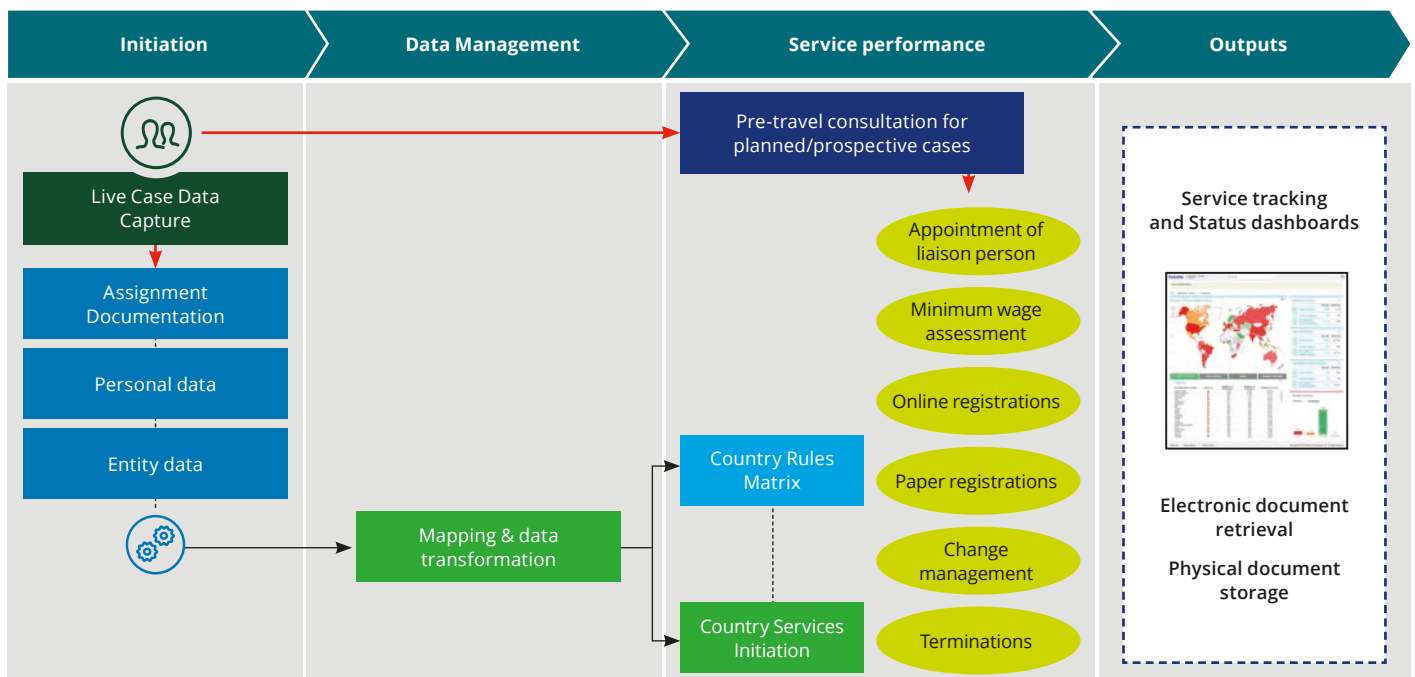 Initiation
Data Management
Service performance
Outputs
Live Case Data
Capture
Assignment
Documentation
Personal data
Entity data
Mapping & data
transformation
Pre-travel consultation for
planned/prospective cases
Country Rules
Matrix
Country Services
Initiation
Appointment of
liaison person
Minimum wage
assessment
Online registrations
Paper registrations
Change
management
Terminations
Service tracking
and Status dashboards
Electronic document
retrieval
Physical document
storage